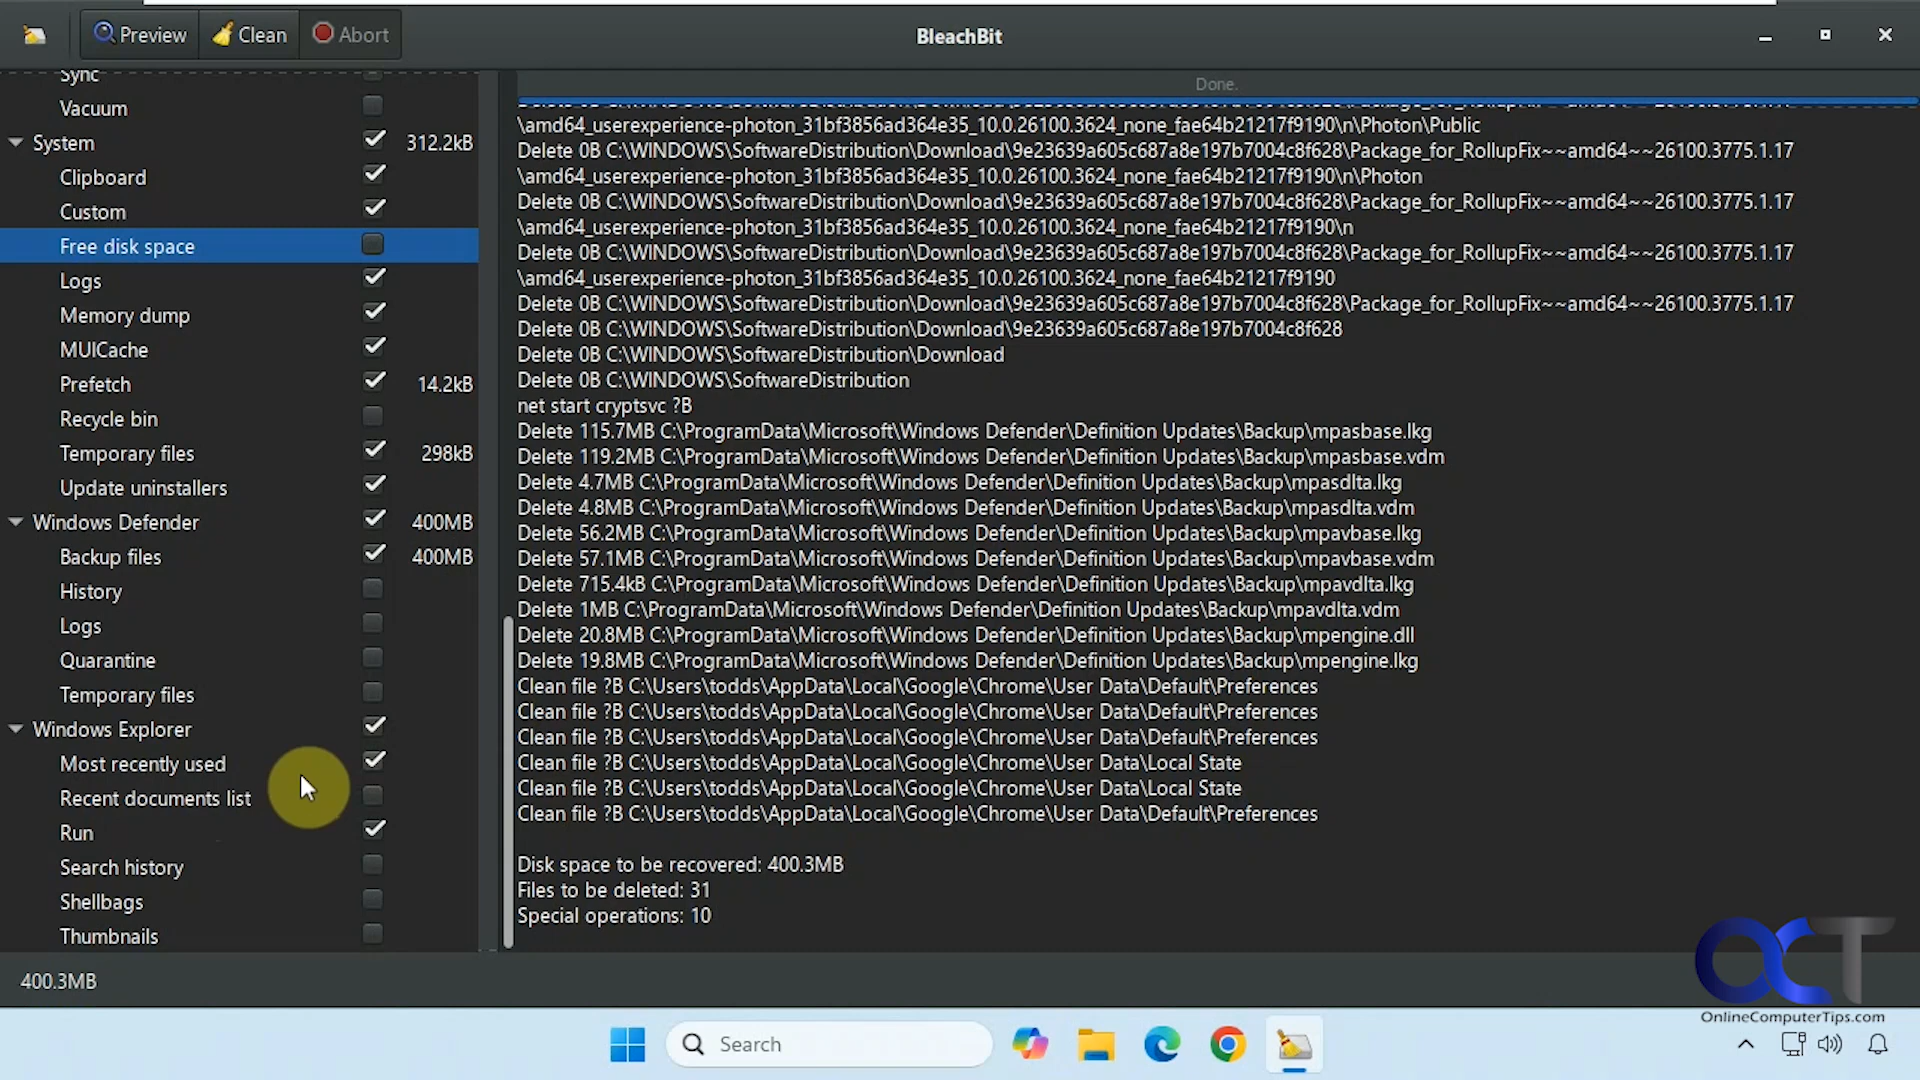 Preview
Clean
Abort
BleachBit
Sync
Vacuum
System 312.2kB
Clipboard
Custom
Free disk space
Logs
Memory dump
MUICache
Prefetch 14.2kB
Recycle bin
Temporary files 298kB
Update uninstallers
Windows Defender 400MB
Backup files 400MB
History
Logs
Quarantine
Temporary files
Windows Explorer
Most recently used
Recent documents list
Run
Search history
Shellbags
Thumbnails
400.3MB
Done.
\amd64_userexperience-photon_31bf3856ad364e35_10.0.26100.3624_none_fae64b21217f9190\n\Photon\Public
Delete 0B C:\WINDOWS\SoftwareDistribution\Download\9e23639a605c687a8e197b7004c8f628\Package_for_RollupFix~~amd64~~26100.3775.1.17
\amd64_userexperience-photon_31bf3856ad364e35_10.0.26100.3624_none_fae64b21217f9190\n\Photon
Delete 0B C:\WINDOWS\SoftwareDistribution\Download\9e23639a605c687a8e197b7004c8f628\Package_for_RollupFix~~amd64~~26100.3775.1.17
\amd64_userexperience-photon_31bf3856ad364e35_10.0.26100.3624_none_fae64b21217f9190\n
Delete 0B C:\WINDOWS\SoftwareDistribution\Download\9e23639a605c687a8e197b7004c8f628\Package_for_RollupFix~~amd64~~26100.3775.1.17
\amd64_userexperience-photon_31bf3856ad364e35_10.0.26100.3624_none_fae64b21217f9190
Delete 0B C:\WINDOWS\SoftwareDistribution\Download\9e23639a605c687a8e197b7004c8f628\Package_for_RollupFix~~amd64~~26100.3775.1.17
Delete 0B C:\WINDOWS\SoftwareDistribution\Download\9e23639a605c687a8e197b7004c8f628
Delete 0B C:\WINDOWS\SoftwareDistribution\Download
Delete 0B C:\WINDOWS\SoftwareDistribution
net start cryptsvc ?B
Delete 115.7MB C:\ProgramData\Microsoft\Windows Defender\Definition Updates\Backup\mpasbase.lkg
Delete 119.2MB C:\ProgramData\Microsoft\Windows Defender\Definition Updates\Backup\mpasbase.vdm
Delete 4.7MB C:\ProgramData\Microsoft\Windows Defender\Definition Updates\Backup\mpasdlta.lkg
Delete 4.8MB C:\ProgramData\Microsoft\Windows Defender\Definition Updates\Backup\mpasdlta.vdm
Delete 56.2MB C:\ProgramData\Microsoft\Windows Defender\Definition Updates\Backup\mpavbase.lkg
Delete 57.1MB C:\ProgramData\Microsoft\Windows Defender\Definition Updates\Backup\mpavbase.vdm
Delete 715.4kB C:\ProgramData\Microsoft\Windows Defender\Definition Updates\Backup\mpavdlta.lkg
Delete 1MB C:\ProgramData\Microsoft\Windows Defender\Definition Updates\Backup\mpavdlta.vdm
Delete 20.8MB C:\ProgramData\Microsoft\Windows Defender\Definition Updates\Backup\mpengine.dll
Delete 19.8MB C:\ProgramData\Microsoft\Windows Defender\Definition Updates\Backup\mpengine.lkg
Clean file ?B C:\Users\todds\AppData\Local\Google\Chrome\User Data\Default\Preferences
Clean file ?B C:\Users\todds\AppData\Local\Google\Chrome\User Data\Default\Preferences
Clean file ?B C:\Users\todds\AppData\Local\Google\Chrome\User Data\Default\Preferences
Clean file ?B C:\Users\todds\AppData\Local\Google\Chrome\User Data\Local State
Clean file ?B C:\Users\todds\AppData\Local\Google\Chrome\User Data\Local State
Clean file ?B C:\Users\todds\AppData\Local\Google\Chrome\User Data\Default\Preferences
Disk space to be recovered: 400.3MB
Files to be deleted: 31
Special operations: 10
OCT
OnlineComputerTips.com
Search